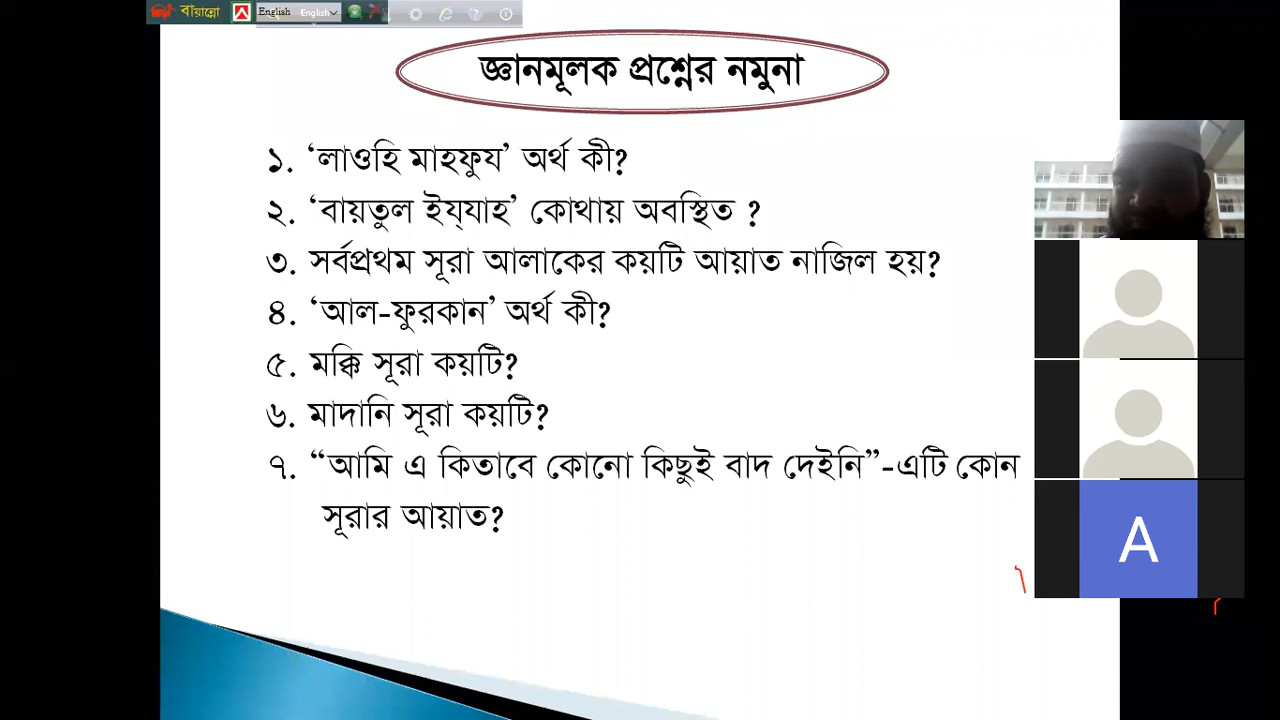 বায়ান্নো English English
জ্ঞানমূলক প্রশ্নের নমুনা
১. ‘লাওহি মাহফুয’ অর্থ কী?
২. ‘বায়তুল ইয্‌যাহ’ কোথায় অবস্থিত ?
৩. সর্বপ্রথম সূরা আলাকের কয়টি আয়াত নাজিল হয়?
৪. ‘আল-ফুরকান’ অর্থ কী?
৫. মক্কি সূরা কয়টি?
৬. মাদানি সূরা কয়টি?
৭. “আমি এ কিতাবে কোনো কিছুই বাদ দেইনি”-এটি কোন
সূরার আয়াত?
A